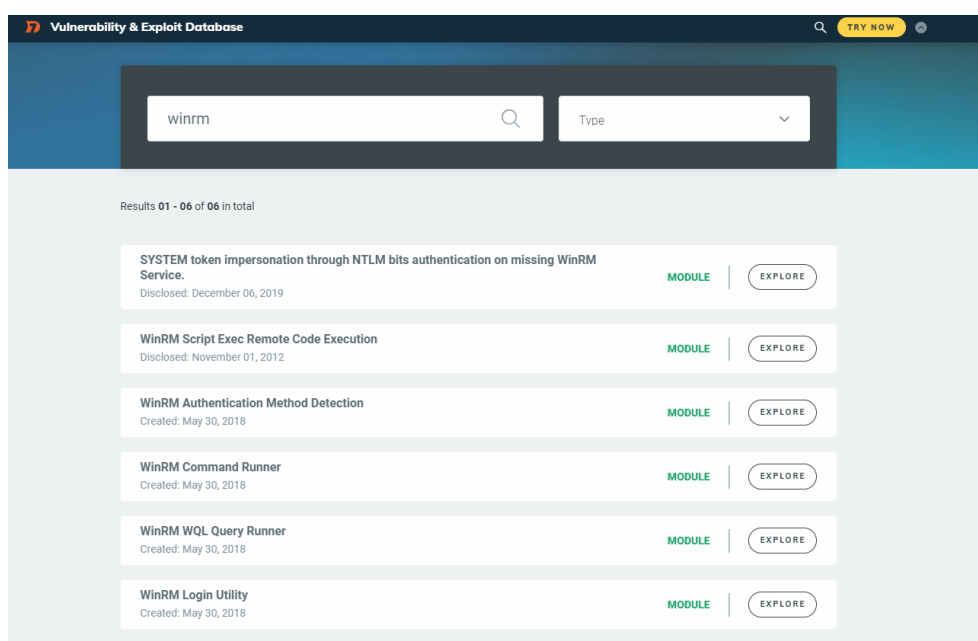 Vulnerability & Exploit Database
TRY NOW
winrm
Type
Results 01 - 06 of 06 in total
SYSTEM token impersonation through NTLM bits authentication on missing WinRM
Service.
Disclosed: December 06, 2019
MODULE
EXPLORE
WinRM Script Exec Remote Code Execution
Disclosed: November 01, 2012
MODULE
EXPLORE
WinRM Authentication Method Detection
Created: May 30, 2018
MODULE
EXPLORE
WinRM Command Runner
Created: May 30, 2018
MODULE
EXPLORE
WinRM WQL Query Runner
Created: May 30, 2018
MODULE
EXPLORE
WinRM Login Utility
Created: May 30, 2018
MODULE
EXPLORE